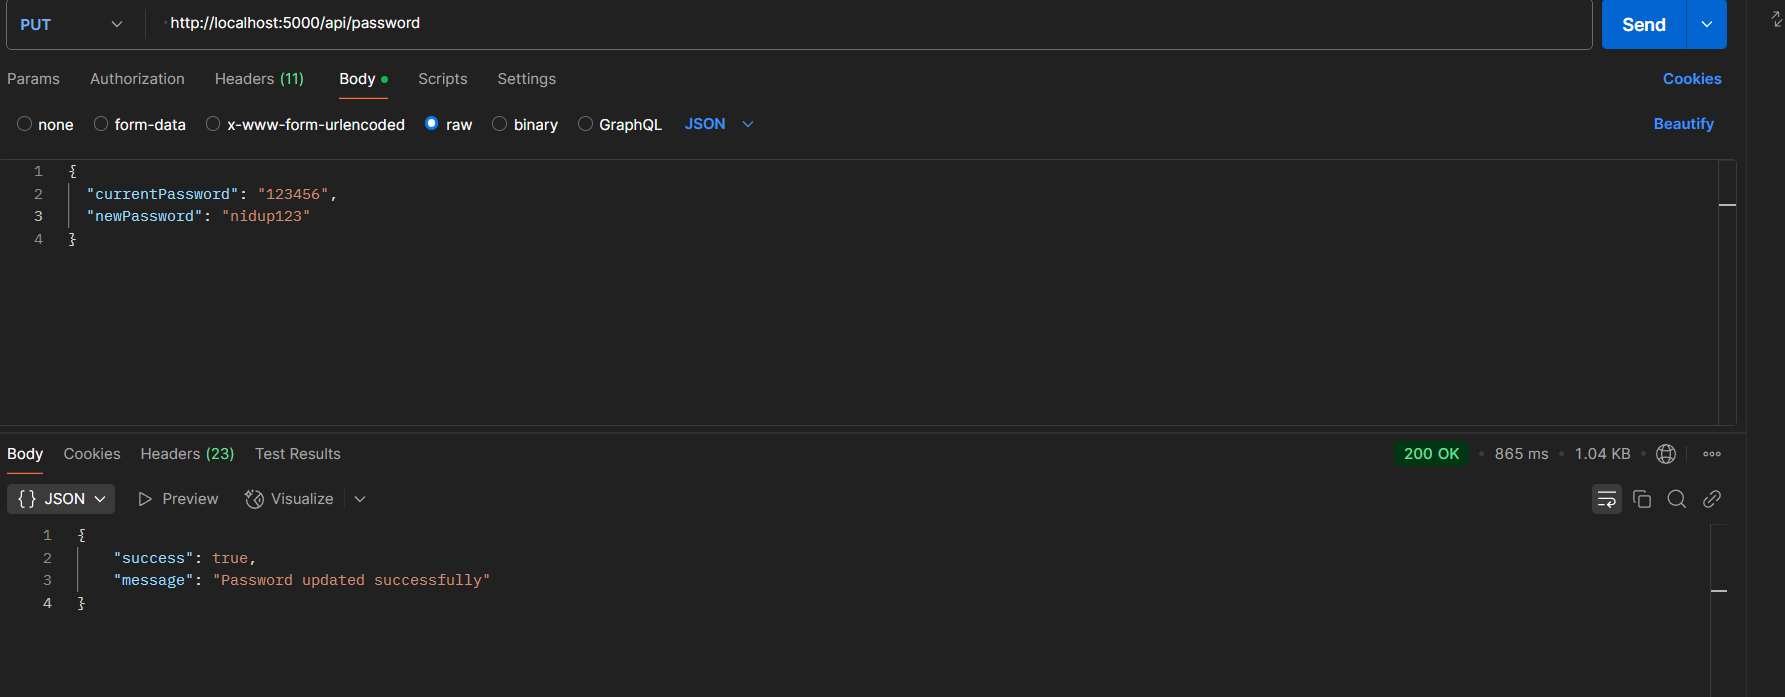 PUT http://localhost:5000/api/password Send
Params Authorization Headers (11) Body Scripts Settings Cookies
none form-data x-www-form-urlencoded raw binary GraphQL JSON Beautify
1 {
2 "currentPassword": "123456",
3 "newPassword": "nidup123"
4 }
Body Cookies Headers (23) Test Results 200 OK • 865 ms • 1.04 KB •
{} JSON Preview Visualize
1 {
2 "success": true,
3 "message": "Password updated successfully"
4 }